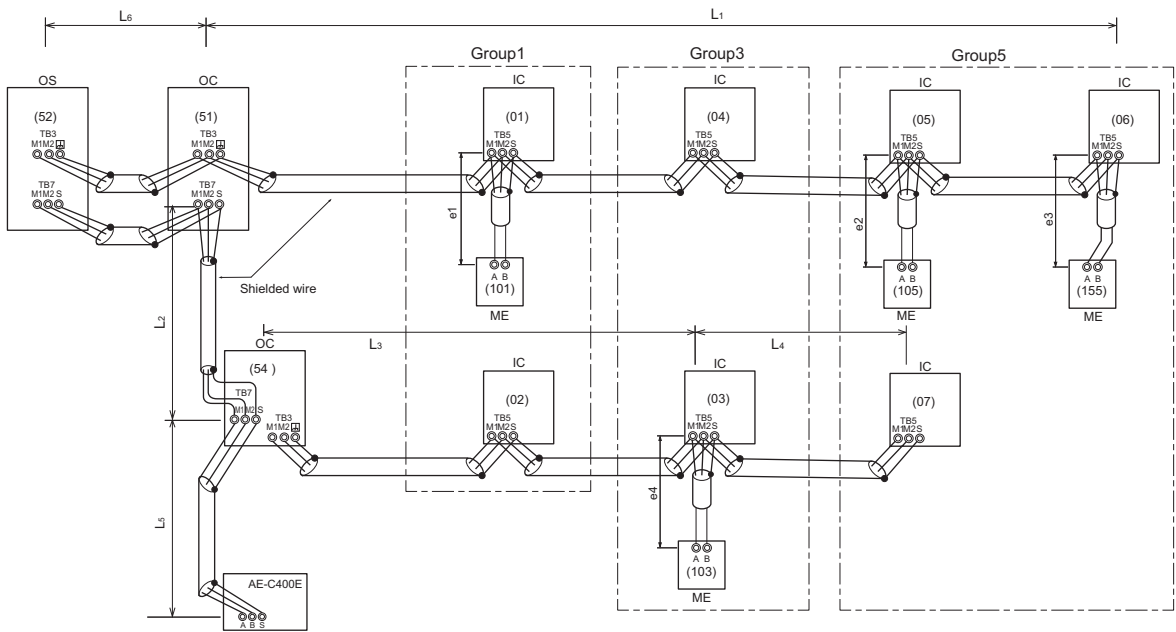 L6
L1
Group1
Group3
Group5
OS
OC
IC
IC
IC
IC
(52)
(51)
(01)
(04)
(05)
(06)
TB3
TB3
TB5
TB5
TB5
TB5
M1M2
M1M2
M1M2S
M1M2S
M1M2S
M1M2S
TB7
TB7
M1M2 S
M1M2 S
e1
e2
e3
A B
A B
A B
(101)
(105)
(155)
Shielded wire
ME
ME
ME
L2
L3
L4
OC
IC
IC
IC
(54 )
(02)
(03)
(07)
TB7
TB5
TB5
TB5
M1M2 S
TB3
M1M2S
M1M2S
M1M2S
M1M2
e4
L5
A B
(103)
AE-C400E
ME
A B S